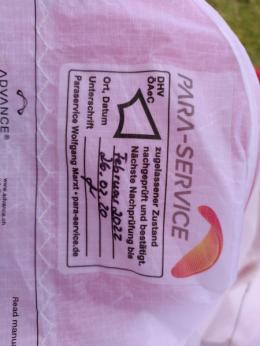 PARA-SERVICE
DHV
ÖAeC
zugelassener Zustand
nachgeprüft und bestätigt.
Nächste Nachprüfung bis
Februar 2022
Ort, Datum
26.02.20
Unterschrift
Paraservice Wolfgang Marxt · para-service.de
ADVANCE®
www.advance.ch
Read manu